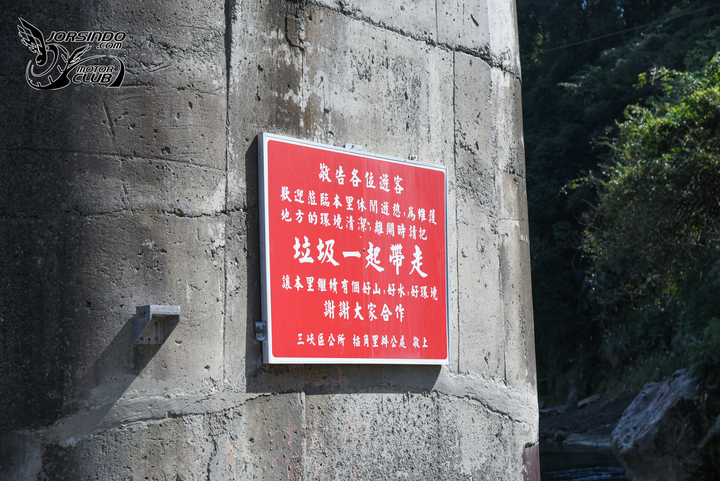 JORSINDO
.com
MOTOR
CLUB
敬告各位遊客
歡迎蒞臨本里休閒遊憩,為維護
地方的環境清潔,離開時請記
垃圾一起帶走
讓本里繼續有個好山,好水,好環境
謝謝大家合作
三峽區公所 插角里辦公處 敬上